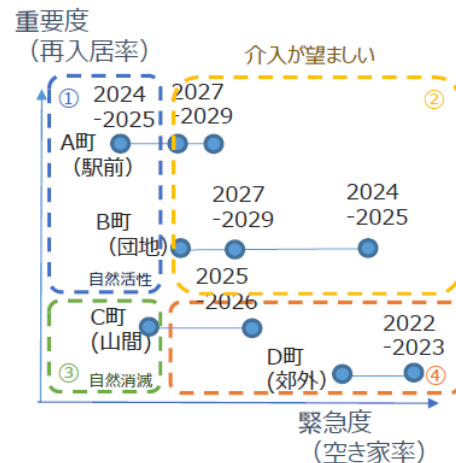 重要度
（再入居率）
介入が望ましい
①
2024
-2025
2027
-2029
②
A町
（駅前）
B町
（団地）
2027
-2029
2024
-2025
自然活性
2025
-2026
C町
（山間）
D町
（郊外）
2022
-2023
③
自然消滅
④
緊急度
（空き家率）